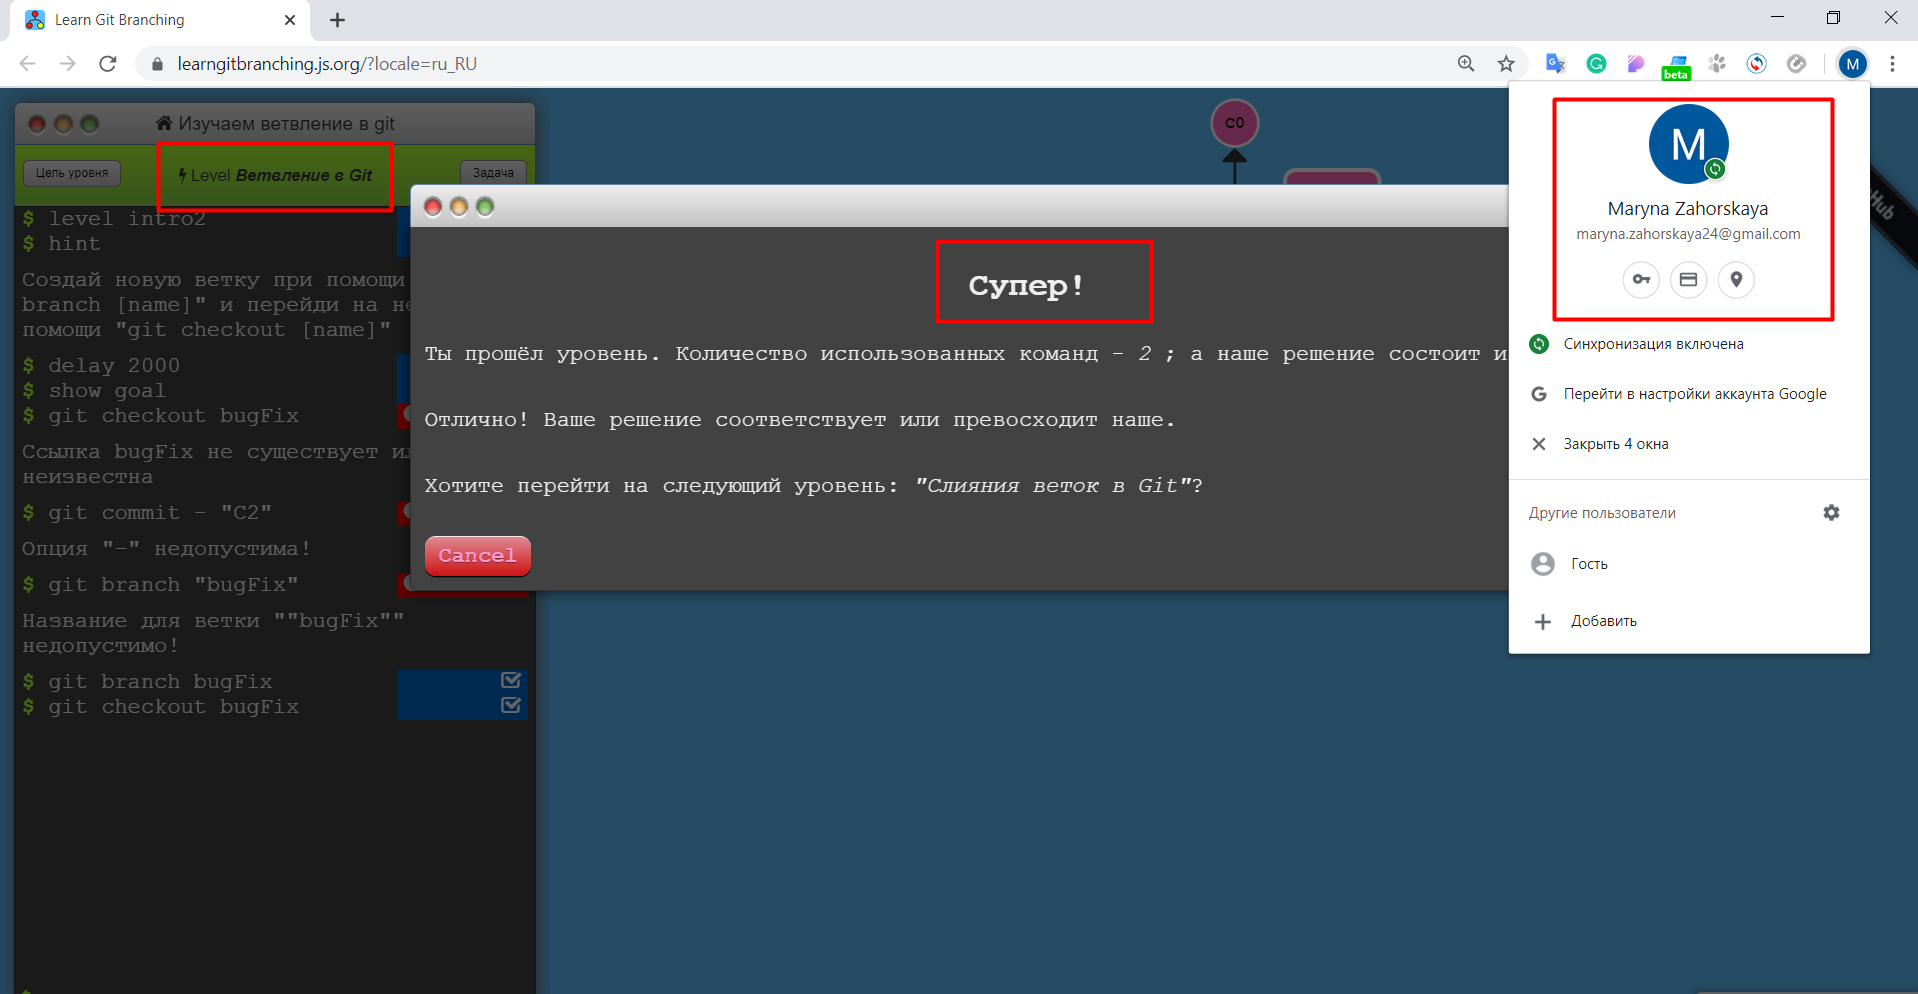 Learn Git Branching
learngitbranching.js.org/?locale=ru_RU
beta
M
Изучаем ветвление в git
Цель уровня
Level Ветвление в Git
Задача
$ level intro2
$ hint
Создай новую ветку при помощи
branch [name]" и перейди на
помощи "git checkout [name]"
$ delay 2000
$ show goal
$ git checkout bugFix
Ссылка bugFix не существует
неизвестна
$ git commit - "C2"
Опция "-" недопустима!
$ git branch "bugFix"
Название для ветки ""bugFix""
недопустимо!
$ git branch bugFix
$ git checkout bugFix
$
C0
Супер!
Ты прошёл уровень. Количество использованных команд - 2 ; а наше решение состоит
Отлично! Ваше решение соответствует или превосходит наше.
Хотите перейти на следующий уровень: "Слияния веток в Git"?
Cancel
M
Maryna Zahorskaya
maryna.zahorskaya24@gmail.com
Синхронизация включена
G Перейти в настройки аккаунта Google
Закрыть 4 окна
Другие пользователи
Гость
Добавить
Hub